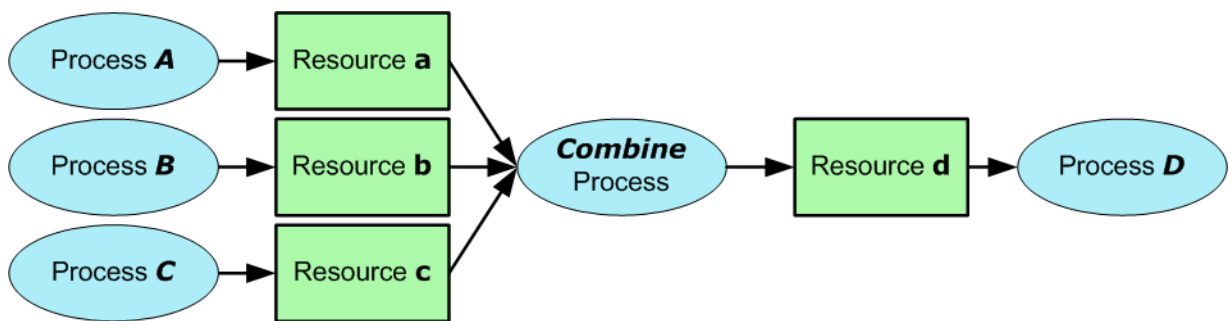 Process A
Resource a
Process B
Resource b
Combine
Process
Resource d
Process D
Process C
Resource c